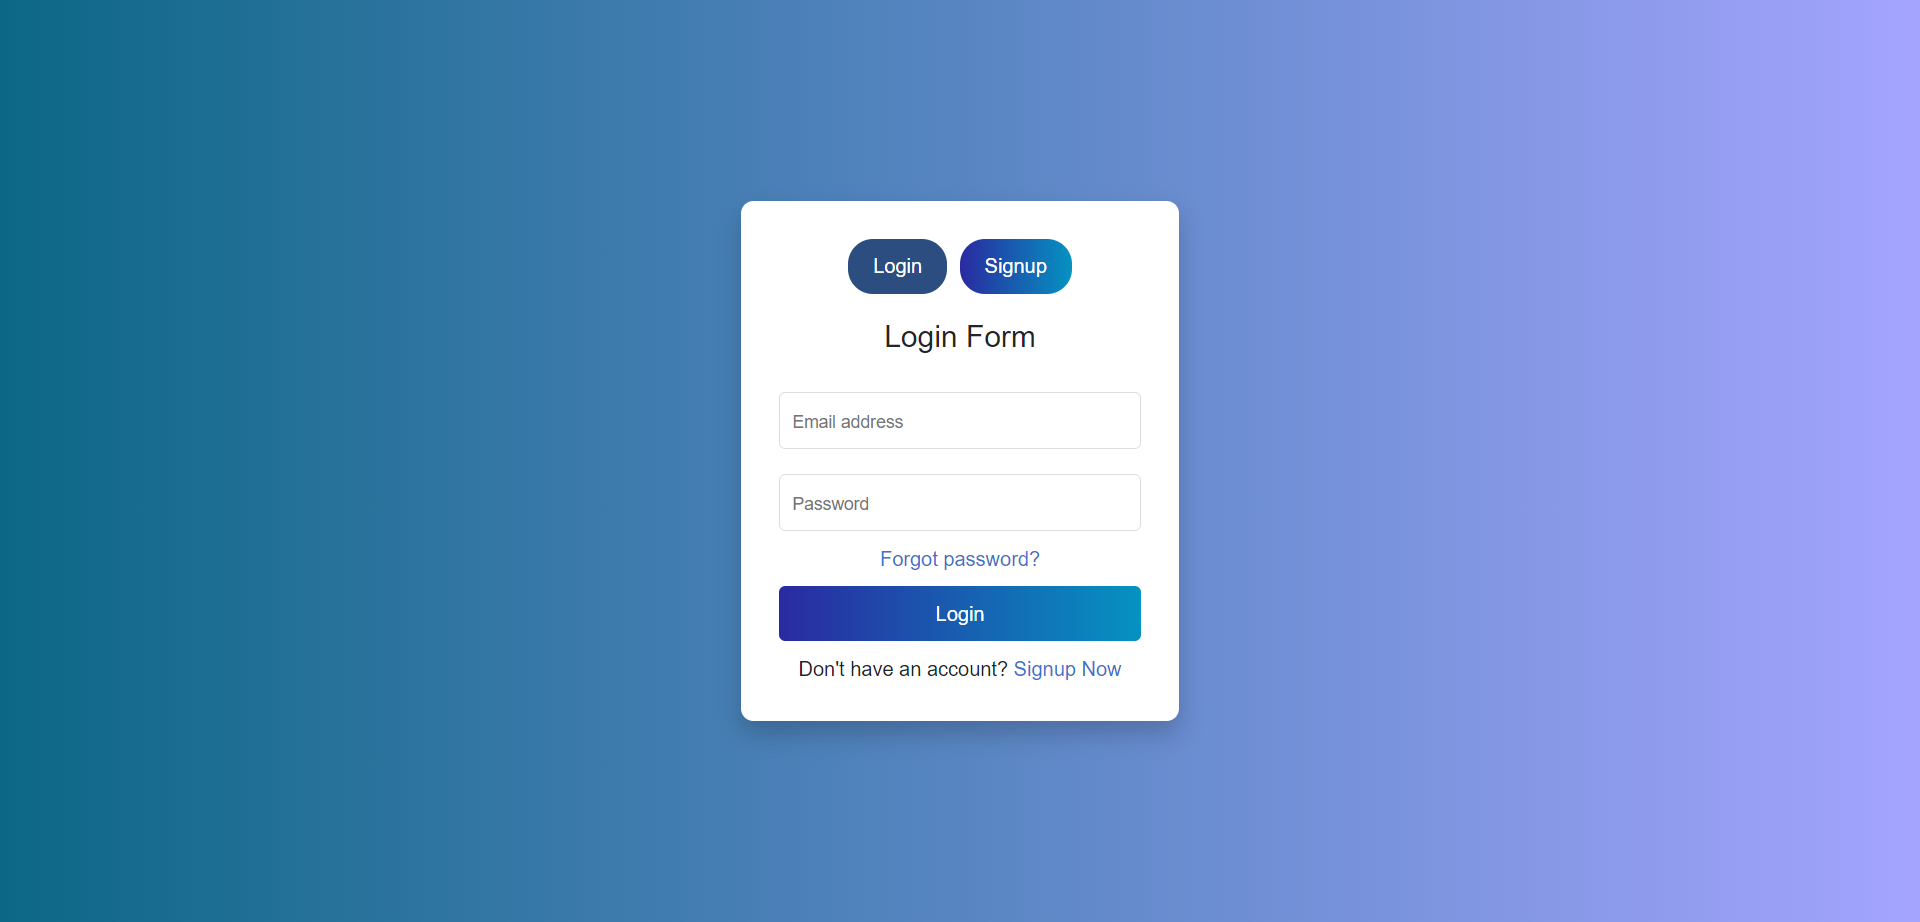 Login Signup
Login Form
Email address
Password
Forgot password?
Login
Don't have an account? Signup Now